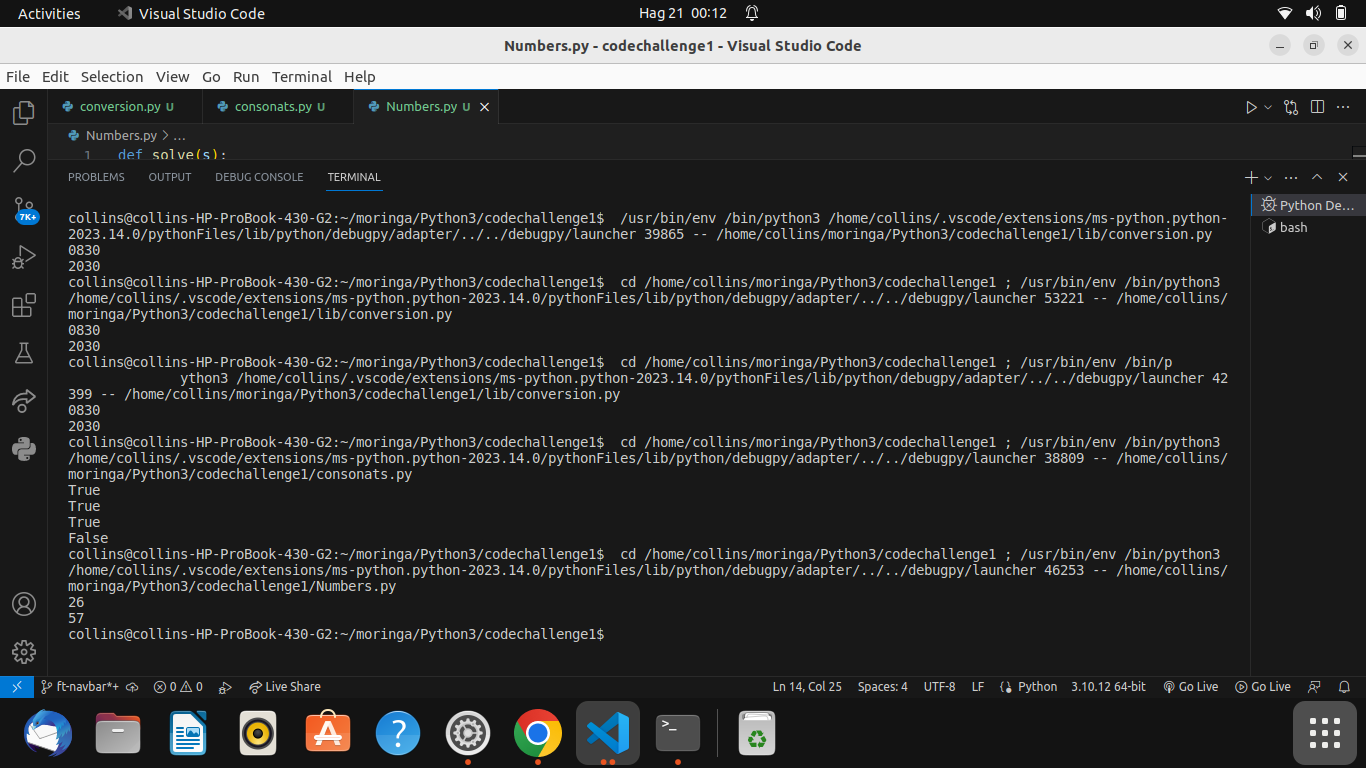 Activities Visual Studio Code Hag 21 00:12
Numbers.py - codechallenge1 - Visual Studio Code
File Edit Selection View Go Run Terminal Help
conversion.py U consonats.py U Numbers.py U
Numbers.py > ...
1 def solve(s):
PROBLEMS OUTPUT DEBUG CONSOLE TERMINAL
7K+
Python De...
bash
collins@collins-HP-ProBook-430-G2:~/moringa/Python3/codechallenge1$ /usr/bin/env /bin/python3 /home/collins/.vscode/extensions/ms-python.python-
2023.14.0/pythonFiles/lib/python/debugpy/adapter/../../debugpy/launcher 39865 -- /home/collins/moringa/Python3/codechallenge1/lib/conversion.py
0830
2030
collins@collins-HP-ProBook-430-G2:~/moringa/Python3/codechallenge1$ cd /home/collins/moringa/Python3/codechallenge1 ; /usr/bin/env /bin/python3
/home/collins/.vscode/extensions/ms-python.python-2023.14.0/pythonFiles/lib/python/debugpy/adapter/../../debugpy/launcher 53221 -- /home/collins/
moringa/Python3/codechallenge1/lib/conversion.py
0830
2030
collins@collins-HP-ProBook-430-G2:~/moringa/Python3/codechallenge1$ cd /home/collins/moringa/Python3/codechallenge1 ; /usr/bin/env /bin/p
ython3 /home/collins/.vscode/extensions/ms-python.python-2023.14.0/pythonFiles/lib/python/debugpy/adapter/../../debugpy/launcher 42
399 -- /home/collins/moringa/Python3/codechallenge1/lib/conversion.py
0830
2030
collins@collins-HP-ProBook-430-G2:~/moringa/Python3/codechallenge1$ cd /home/collins/moringa/Python3/codechallenge1 ; /usr/bin/env /bin/python3
/home/collins/.vscode/extensions/ms-python.python-2023.14.0/pythonFiles/lib/python/debugpy/adapter/../../debugpy/launcher 38809 -- /home/collins/
moringa/Python3/codechallenge1/consonats.py
True
True
True
False
collins@collins-HP-ProBook-430-G2:~/moringa/Python3/codechallenge1$ cd /home/collins/moringa/Python3/codechallenge1 ; /usr/bin/env /bin/python3
/home/collins/.vscode/extensions/ms-python.python-2023.14.0/pythonFiles/lib/python/debugpy/adapter/../../debugpy/launcher 46253 -- /home/collins/
moringa/Python3/codechallenge1/Numbers.py
26
57
collins@collins-HP-ProBook-430-G2:~/moringa/Python3/codechallenge1$
ft-navbar*+ 0 0 Live Share Ln 14, Col 25 Spaces: 4 UTF-8 LF Python 3.10.12 64-bit Go Live Go Live